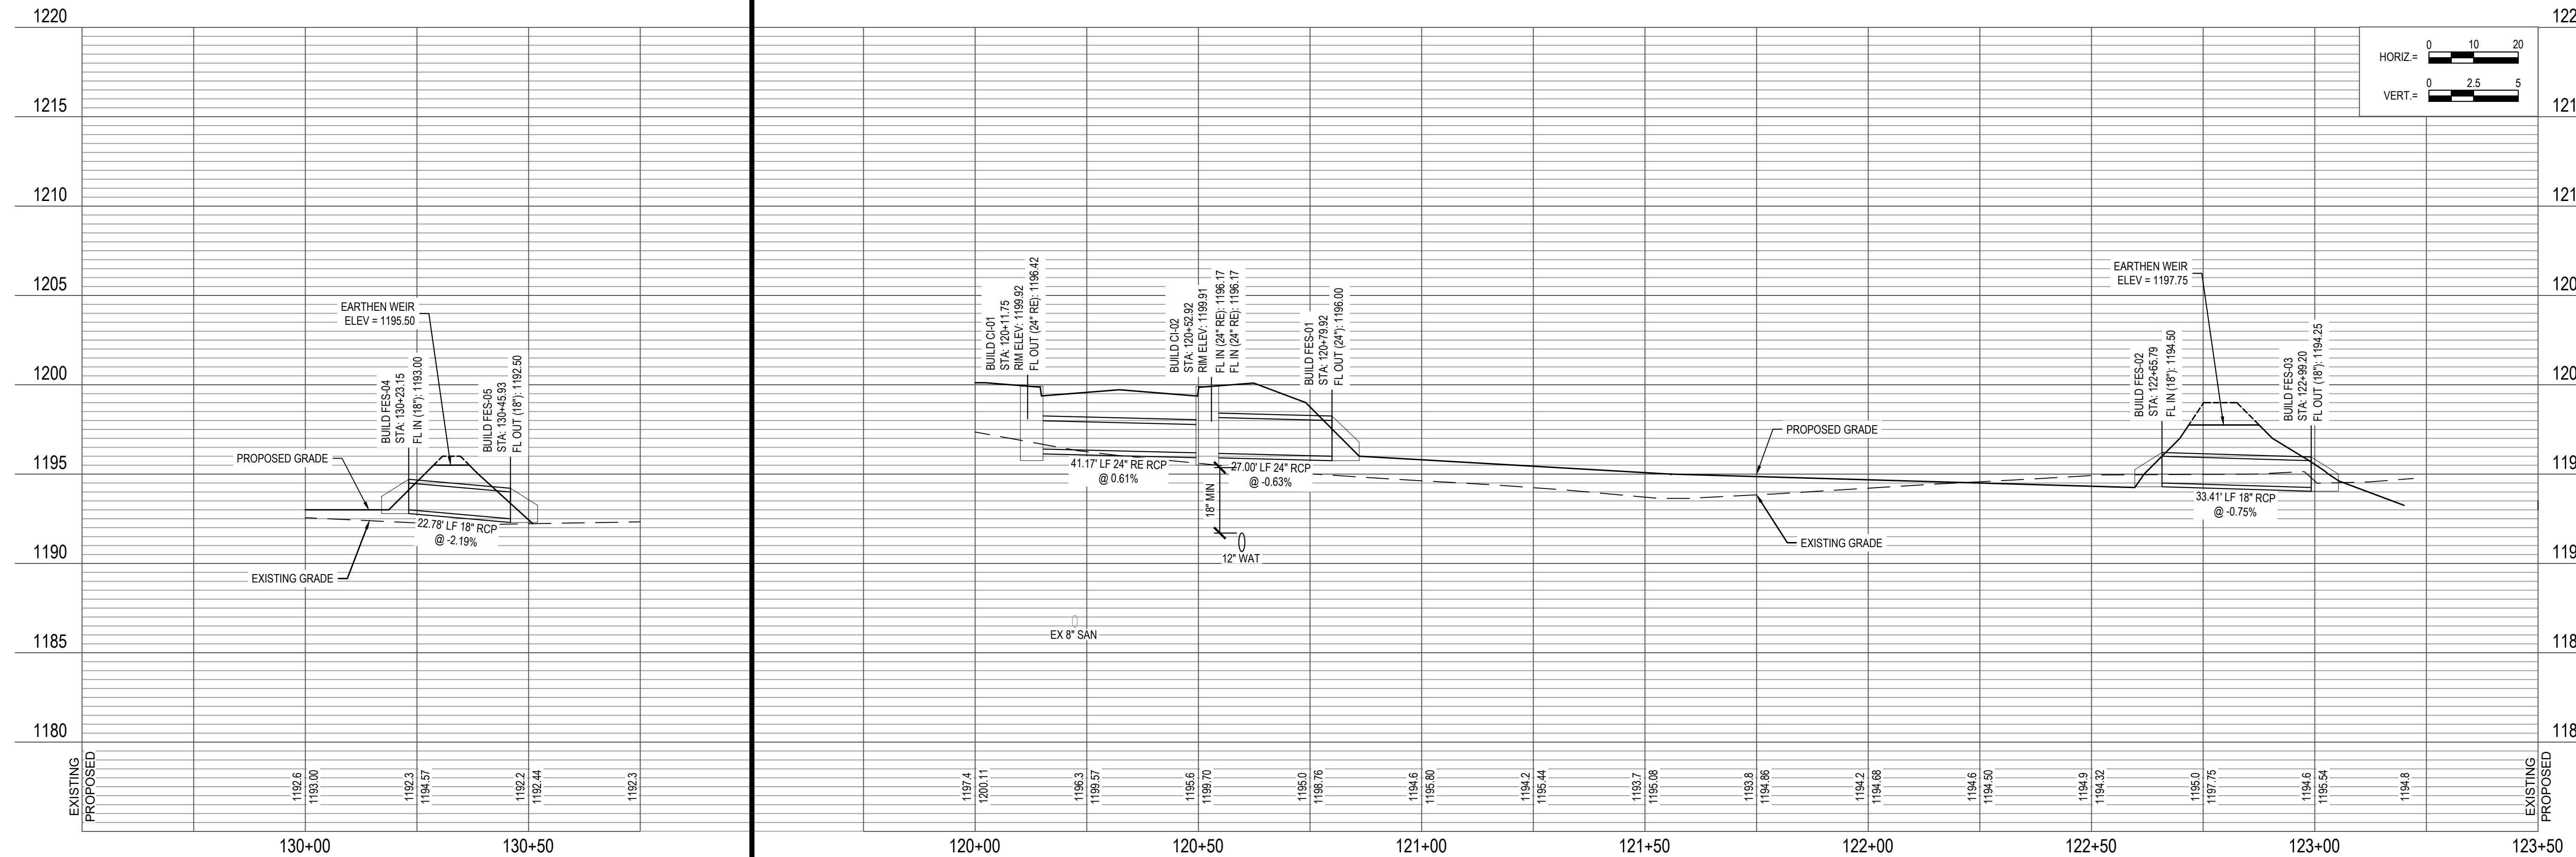 1220
1215
1210
1205
1200
1195
1190
1185
1180
122
121
121
120
120
119
119
118
118
HORIZ.=
0 10 20
VERT.=
0 2.5 5
EARTHEN WEIR
ELEV = 1195.50
BUILD FES-04
STA: 130+23.15
FL IN (18"): 1193.00
BUILD FES-05
STA: 130+45.93
FL OUT (18"): 1192.50
PROPOSED GRADE
22.78' LF 18" RCP
@ -2.19%
EXISTING GRADE
BUILD CI-01
STA: 120+11.75
RIM ELEV: 1199.92
FL OUT (24" RE): 1196.42
BUILD CI-02
STA: 120+52.92
RIM ELEV: 1199.91
FL IN (24" RE): 1196.17
FL IN (24" RE): 1196.17
BUILD FES-01
STA: 120+79.92
FL OUT (24"): 1196.00
41.17' LF 24" RE RCP
@ 0.61%
27.00' LF 24" RCP
@ -0.63%
18" MIN
12" WAT
EX 8" SAN
PROPOSED GRADE
EXISTING GRADE
EARTHEN WEIR
ELEV = 1197.75
BUILD FES-02
STA: 122+65.79
FL IN (18"): 1194.50
BUILD FES-03
STA: 122+99.20
FL OUT (18"): 1194.25
33.41' LF 18" RCP
@ -0.75%
EXISTING
PROPOSED
1192.6
1193.00
1192.3
1194.57
1192.2
1192.44
1192.3
1197.4
1200.11
1196.3
1199.57
1195.6
1199.70
1195.0
1198.76
1194.6
1195.80
1194.2
1195.44
1193.7
1195.08
1193.8
1194.86
1194.2
1194.68
1194.6
1194.50
1194.9
1194.32
1195.0
1197.75
1194.6
1195.54
1194.8
EXISTING
PROPOSED
130+00
130+50
120+00
120+50
121+00
121+50
122+00
122+50
123+00
123+50